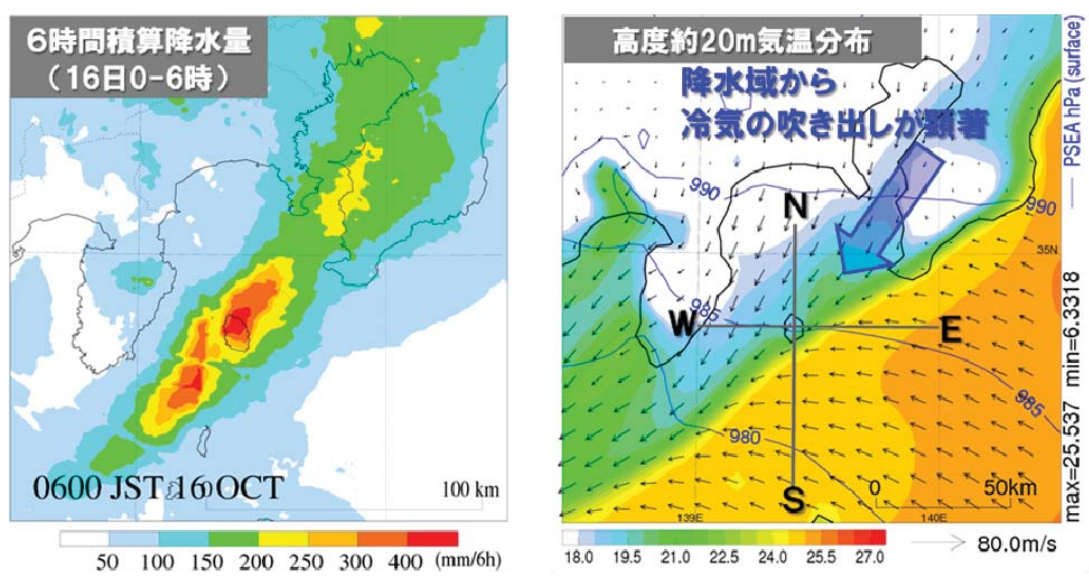 6時間積算降水量
（16日0-6時）
0600 JST 16 OCT
100 km
50 100 150 200 250 300 400 (mm/6h)
高度約20m気温分布
降水域から
冷気の吹き出しが顕著
990
990
985
985
980
N
W
E
S
35N
139E
140E
0 50km
PSEA hPa (surface)
max=25.537 min=6.3318
18.0 19.5 21.0 22.5 24.0 25.5 27.0
80.0m/s